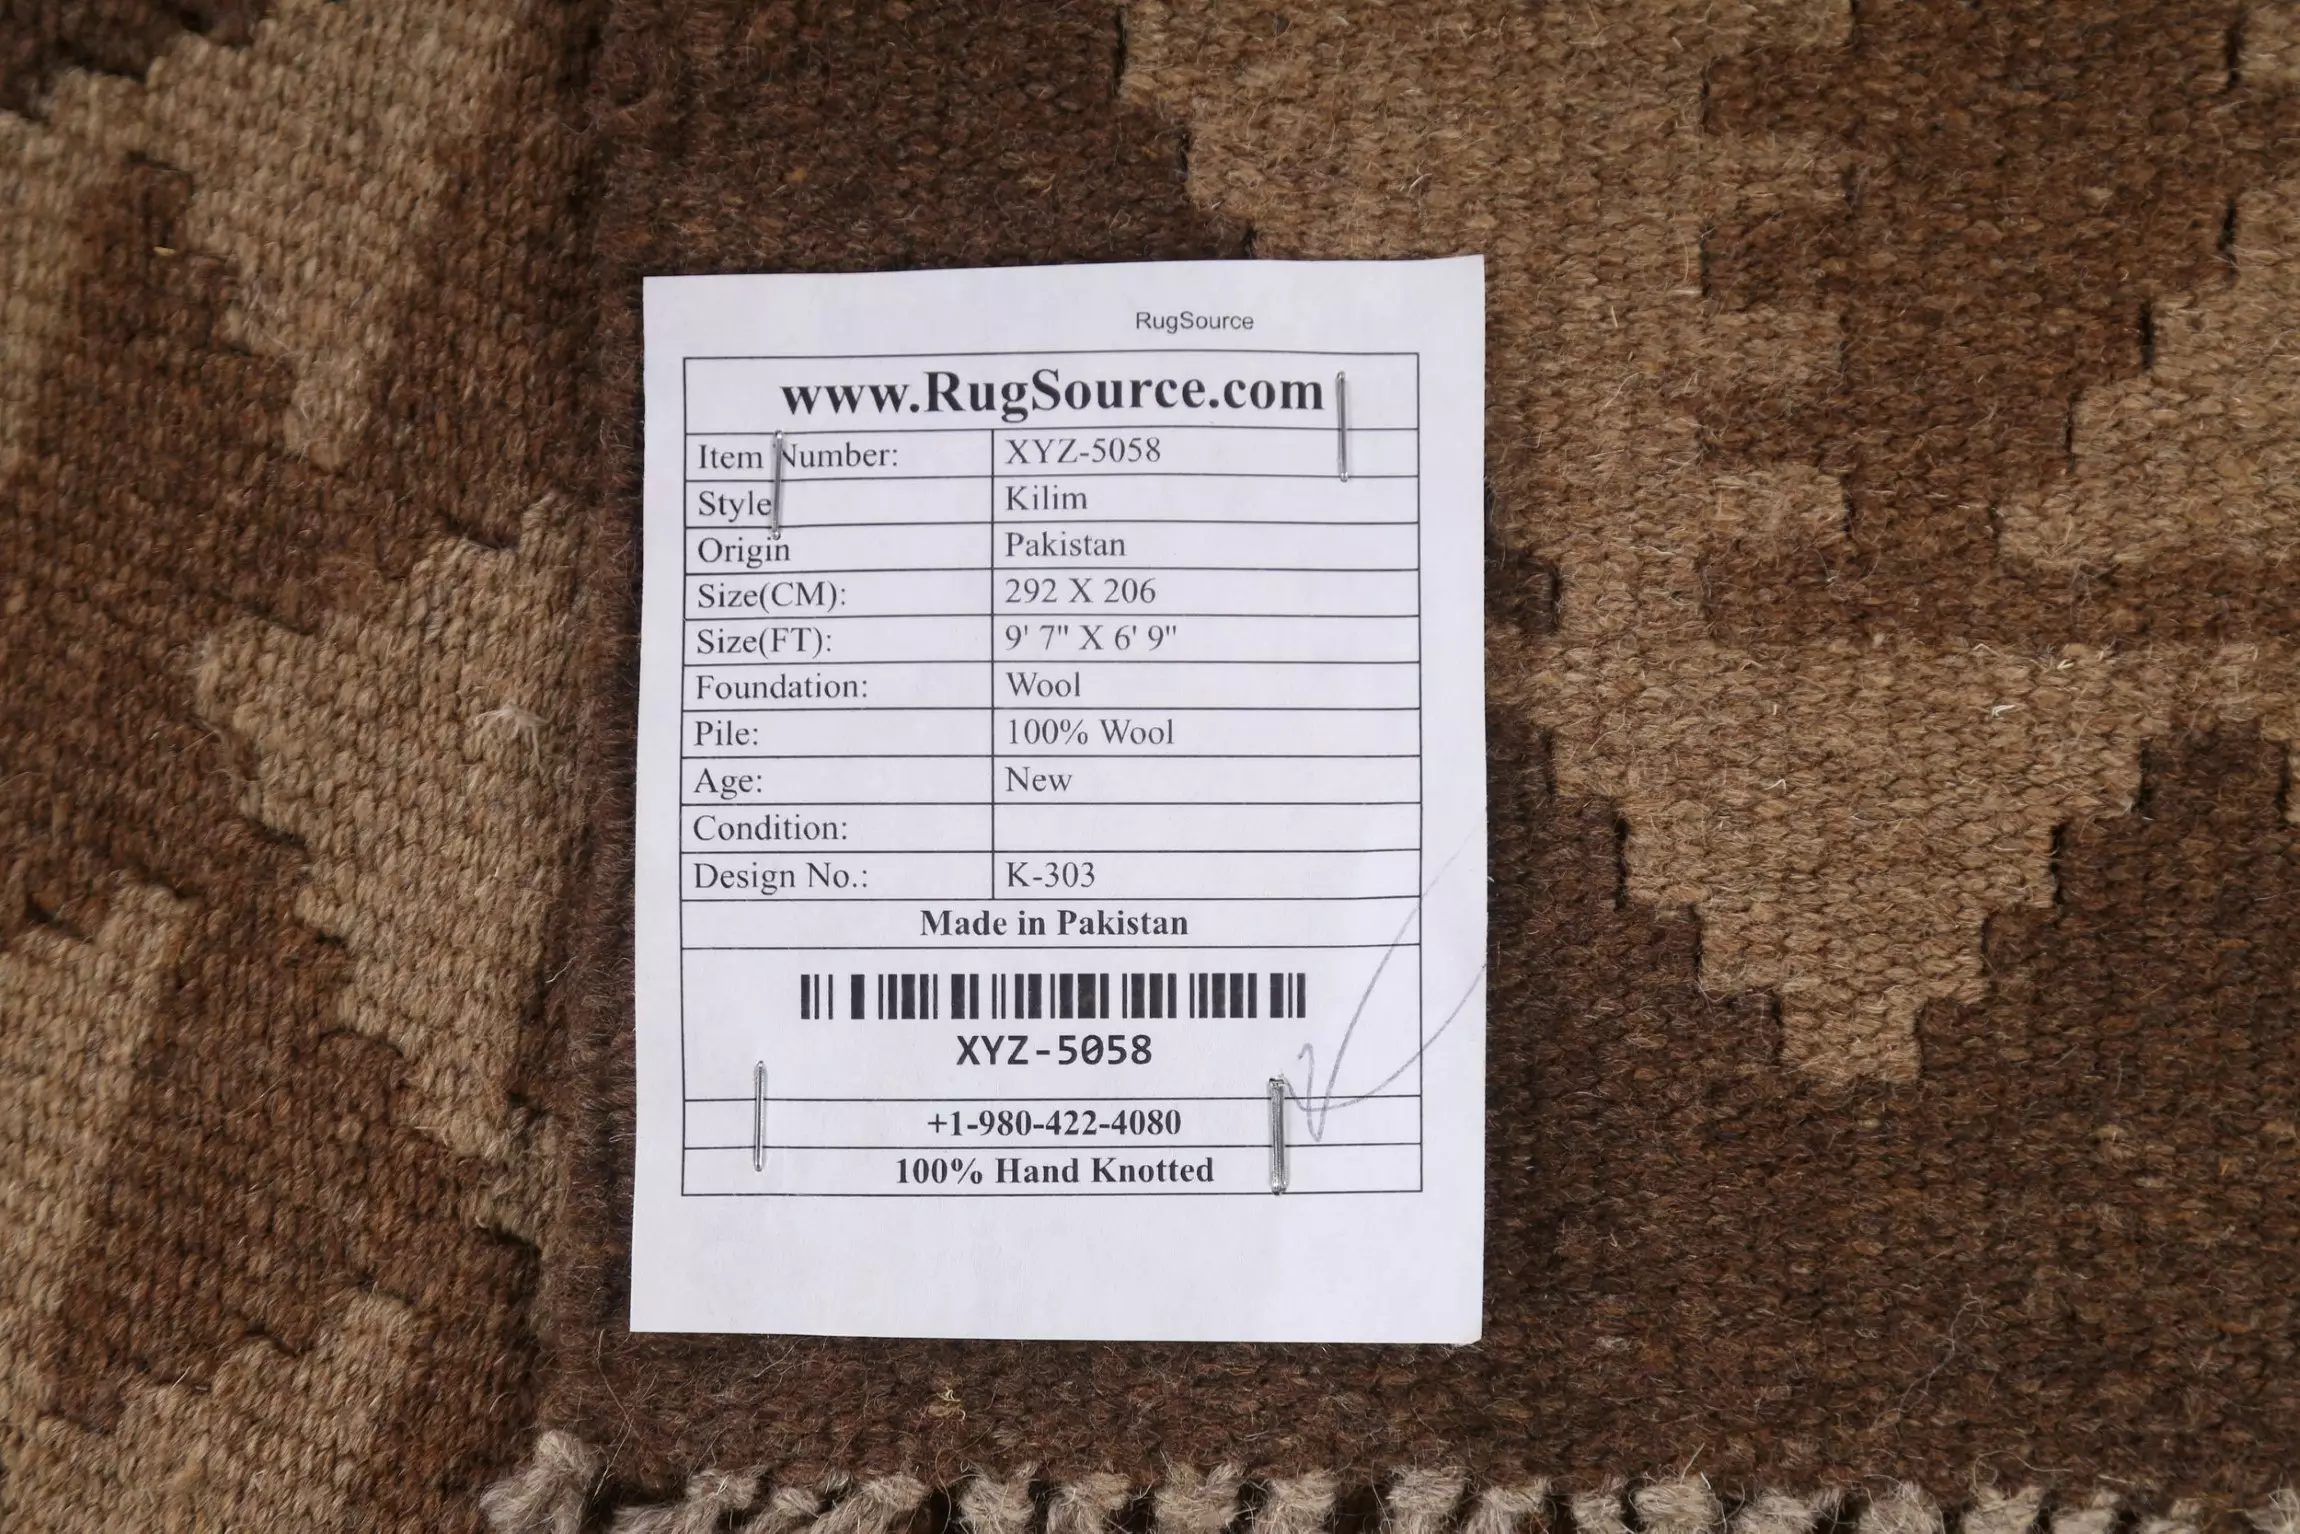 RugSource
www.RugSource.com
Item Number: XYZ-5058
Style Kilim
Origin Pakistan
Size(CM): 292 X 206
Size(FT): 9' 7" X 6' 9"
Foundation: Wool
Pile: 100% Wool
Age: New
Condition:
Design No.: K-303
Made in Pakistan
XYZ-5058
+1-980-422-4080
100% Hand Knotted